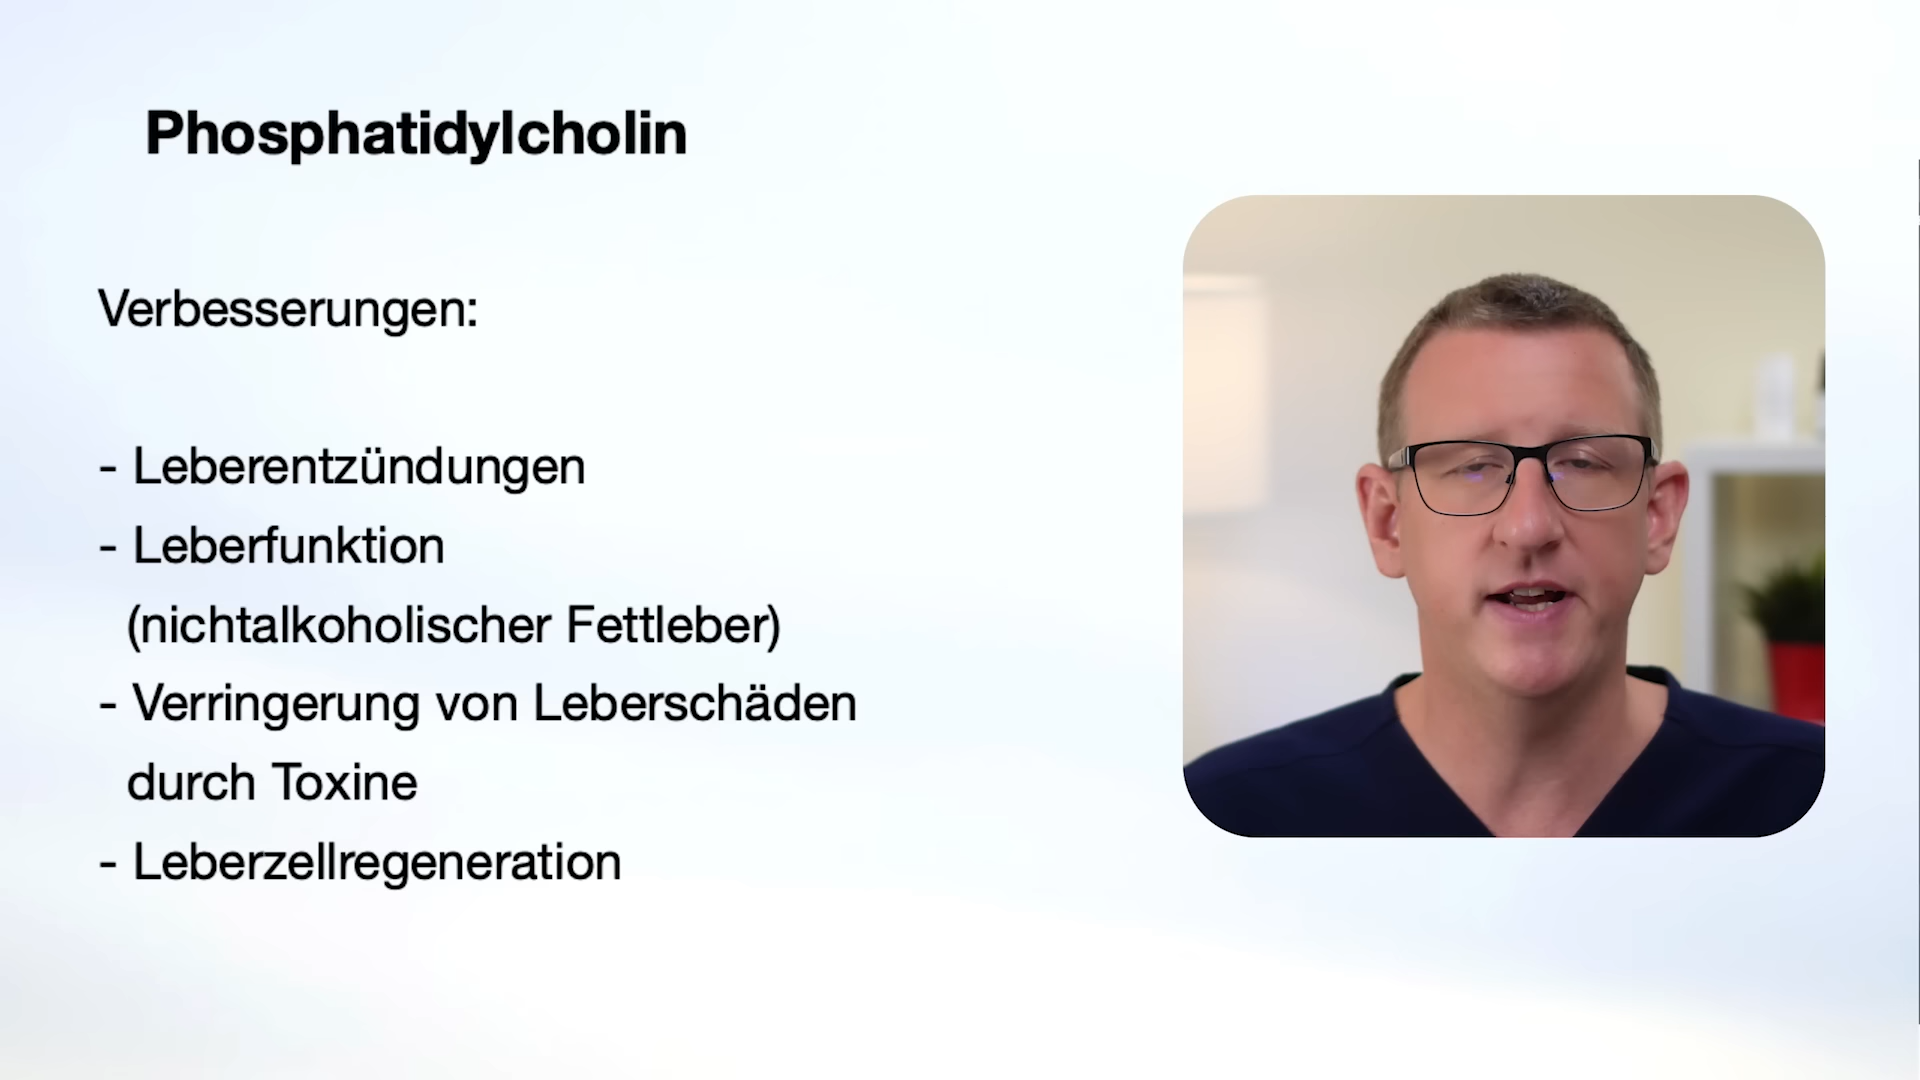 Phosphatidylcholin
Verbesserungen:
- Leberentzündungen
- Leberfunktion
(nichtalkoholischer Fettleber)
- Verringerung von Leberschäden
durch Toxine
- Leberzellregeneration